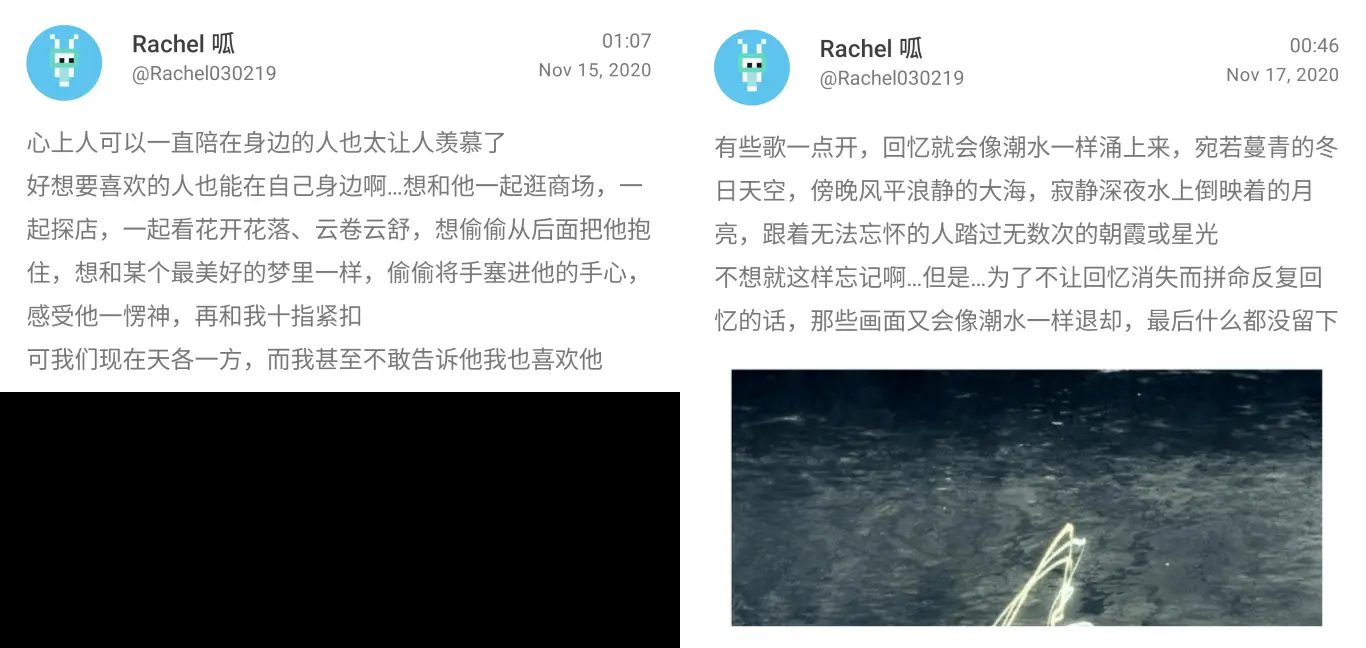 Rachel 呱
01:07
@Rachel030219
Nov 15, 2020
心上人可以一直陪在身边的人也太让人羡慕了
好想要喜欢的人也能在自己身边啊…想和他一起逛商场，一
起探店，一起看花开花落、云卷云舒，想偷偷从后面把他抱
住，想和某个最美好的梦里一样，偷偷将手塞进他的手心，
感受他一愣神，再和我十指紧扣
可我们现在天各一方，而我甚至不敢告诉他我也喜欢他
Rachel 呱
00:46
@Rachel030219
Nov 17, 2020
有些歌一点开，回忆就会像潮水一样涌上来，宛若蔓青的冬
日天空，傍晚风平浪静的大海，寂静深夜水上倒映着的月
亮，跟着无法忘怀的人踏过无数次的朝霞或星光
不想就这样忘记啊…但是…为了不让回忆消失而拼命反复回
忆的话，那些画面又会像潮水一样退却，最后什么都没留下